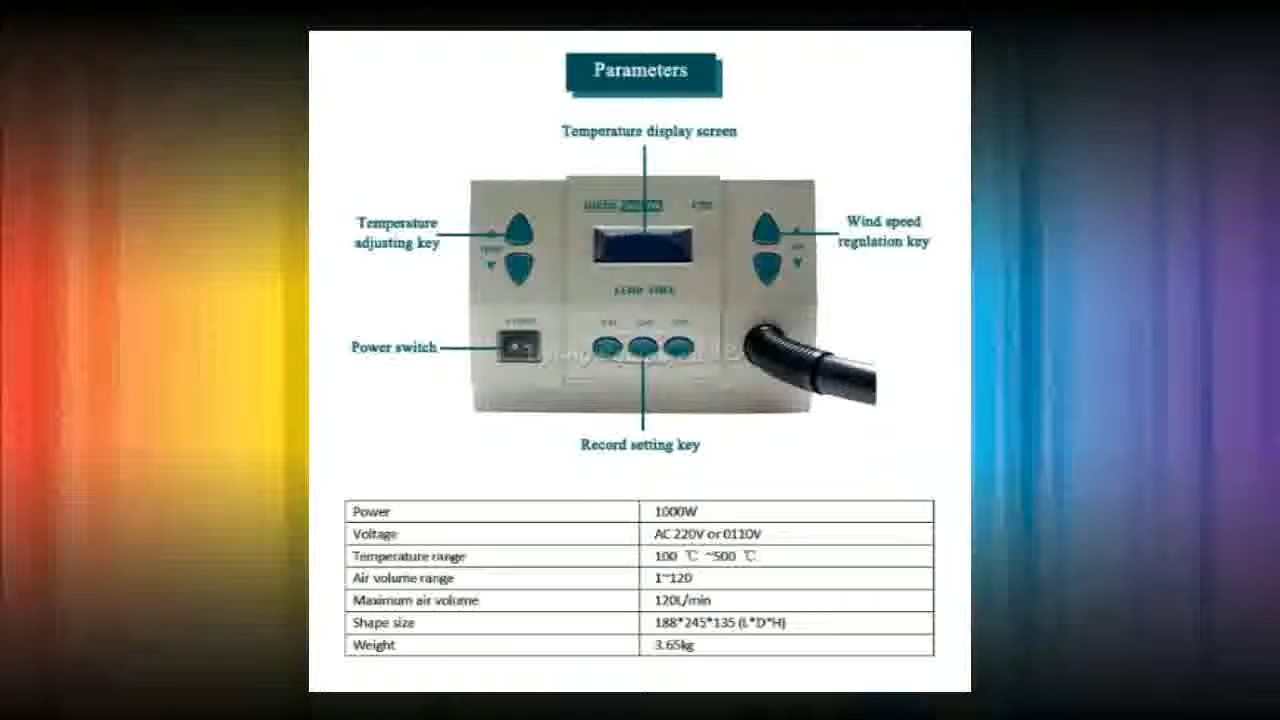 Parameters
Temperature display screen
Temperature
adjusting key
Wind speed
regulation key
Power switch
Record setting key
Power 1000W
Voltage AC 220V or 0110V
Temperature range 100 ℃ ~500 ℃
Air volume range 1~120
Maximum air volume 120L/min
Shape size 188*245*135 (L*D*H)
Weight 3.65kg